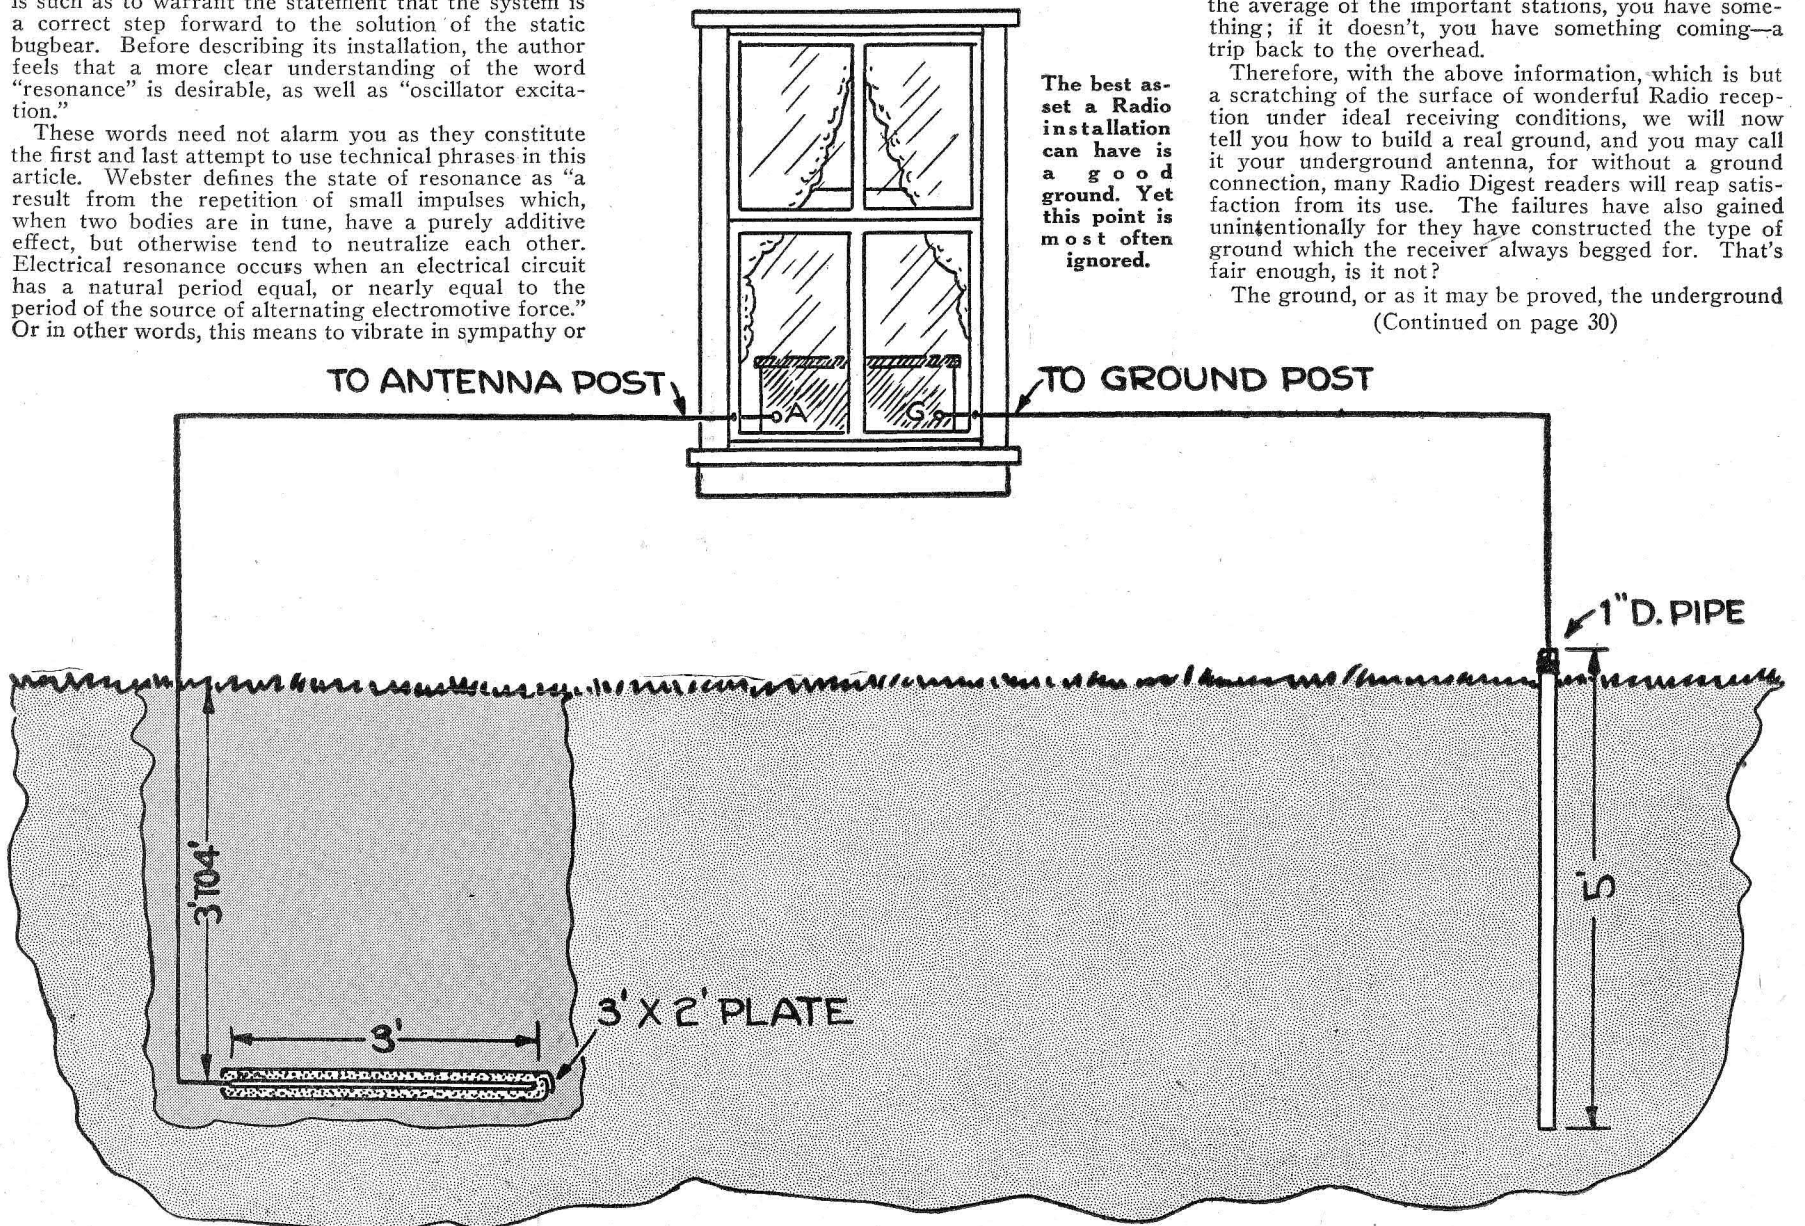 is such as to warrant the statement that the system is
a correct step forward to the solution of the static
bugbear. Before describing its installation, the author
feels that a more clear understanding of the word
"resonance" is desirable, as well as "oscillator excita-
tion."
These words need not alarm you as they constitute
the first and last attempt to use technical phrases in this
article. Webster defines the state of resonance as "a
result from the repetition of small impulses which,
when two bodies are in tune, have a purely additive
effect, but otherwise tend to neutralize each other.
Electrical resonance occurs when an electrical circuit
has a natural period equal, or nearly equal to the
period of the source of alternating electromotive force."
Or in other words, this means to vibrate in sympathy or
The best as-
set a Radio
installation
can have is
a good
ground. Yet
this point is
most often
ignored.
the average of the important stations, you have some-
thing; if it doesn't, you have something coming—a
trip back to the overhead.
Therefore, with the above information, which is but
a scratching of the surface of wonderful Radio recep-
tion under ideal receiving conditions, we will now
tell you how to build a real ground, and you may call
it your underground antenna, for without a ground
connection, many Radio Digest readers will reap satis-
faction from its use. The failures have also gained
unintentionally for they have constructed the type of
ground which the receiver always begged for. That's
fair enough, is it not?
The ground, or as it may be proved, the underground
(Continued on page 30)
TO ANTENNA POST
A
G
TO GROUND POST
1" D. PIPE
3' TO 4'
5'
3'
3' X 2' PLATE